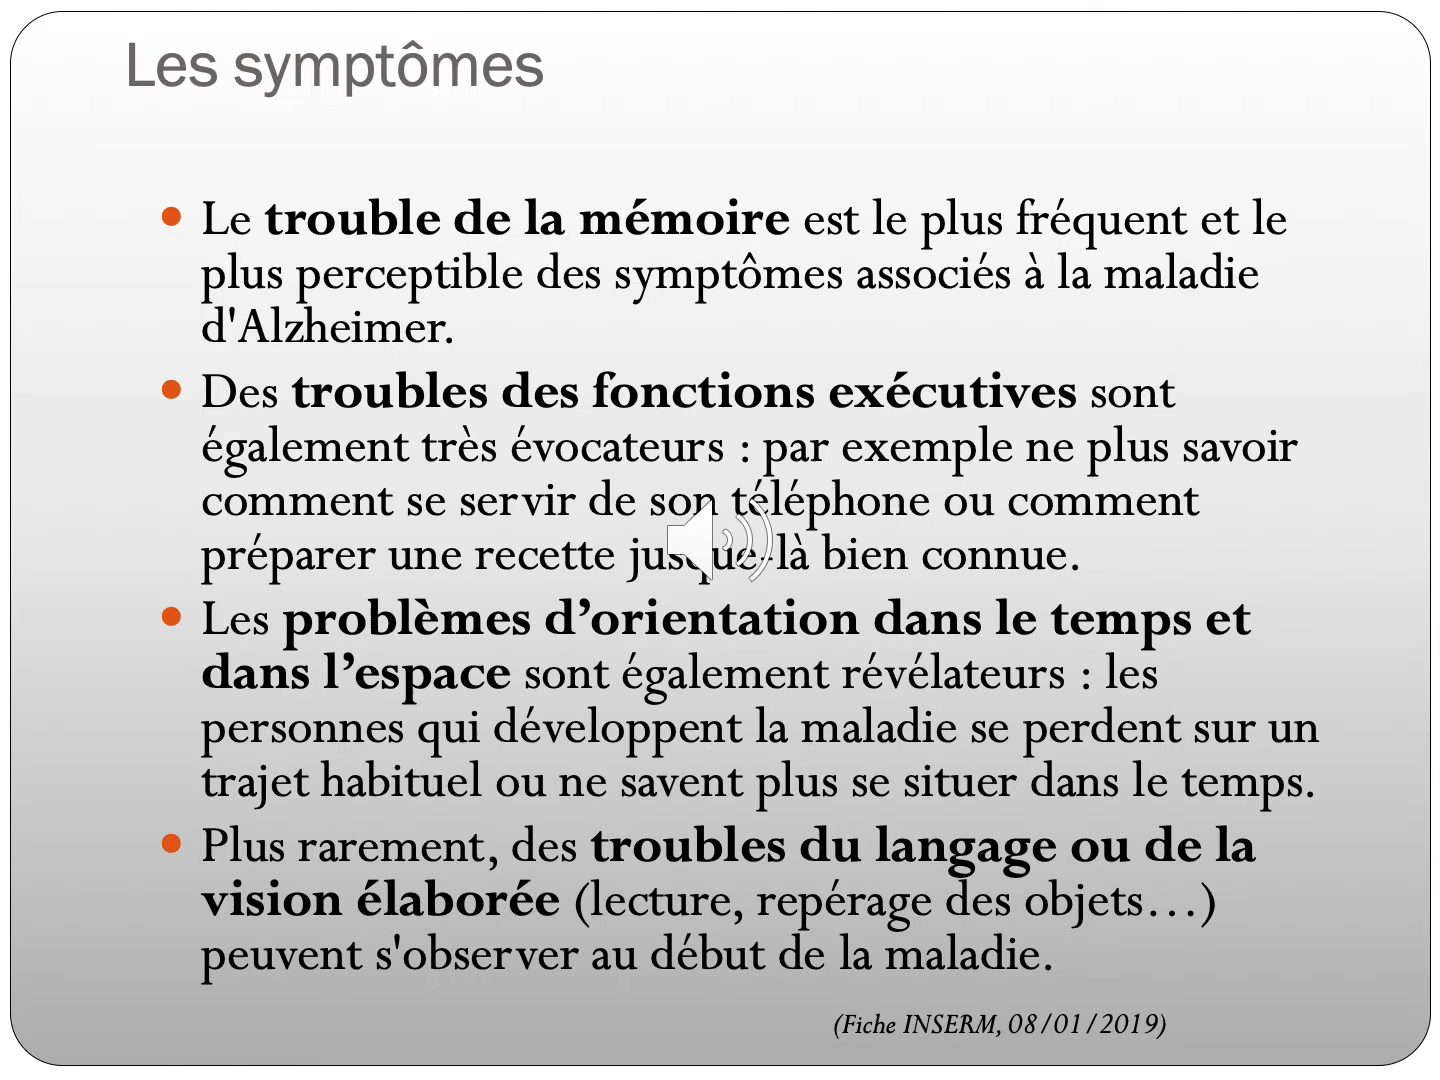 Les symptômes
Le trouble de la mémoire est le plus fréquent et le
plus perceptible des symptômes associés à la maladie
d'Alzheimer.
Des troubles des fonctions exécutives sont
également très évocateurs : par exemple ne plus savoir
comment se servir de son téléphone ou comment
préparer une recette jusque-là bien connue.
Les problèmes d’orientation dans le temps et
dans l’espace sont également révélateurs : les
personnes qui développent la maladie se perdent sur un
trajet habituel ou ne savent plus se situer dans le temps.
Plus rarement, des troubles du langage ou de la
vision élaborée (lecture, repérage des objets…)
peuvent s'observer au début de la maladie.
(Fiche INSERM, 08/01/2019)